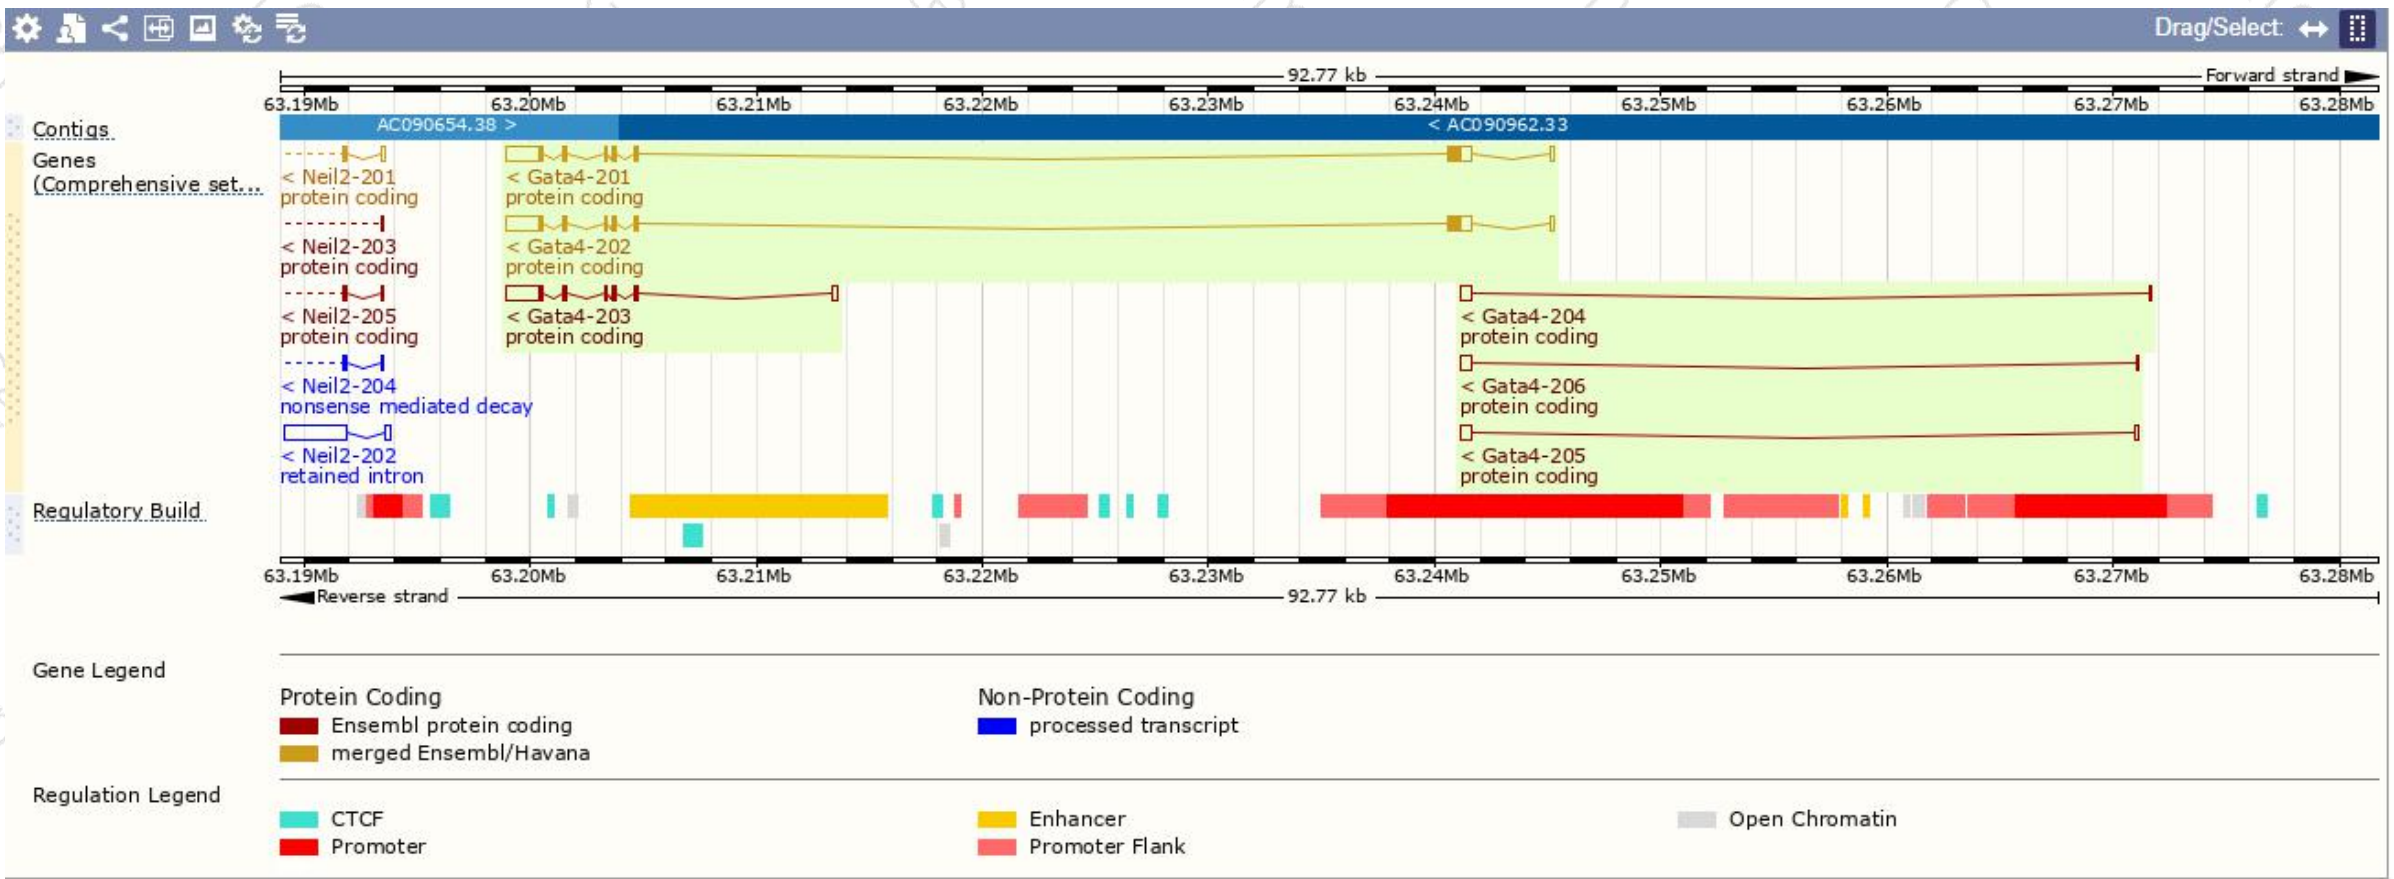 Drag/Select:
92.77 kb Forward strand
63.19Mb 63.20Mb 63.21Mb 63.22Mb 63.23Mb 63.24Mb 63.25Mb 63.26Mb 63.27Mb 63.28Mb
Contigs AC090654.38 > < AC090962.33
Genes
(Comprehensive set...
< Neil2-201 < Gata4-201
protein coding protein coding
< Neil2-203 < Gata4-202
protein coding protein coding
< Neil2-205 < Gata4-203 < Gata4-204
protein coding protein coding protein coding
< Neil2-204 < Gata4-206
nonsense mediated decay protein coding
< Neil2-202 < Gata4-205
retained intron protein coding
Regulatory Build
63.19Mb 63.20Mb 63.21Mb 63.22Mb 63.23Mb 63.24Mb 63.25Mb 63.26Mb 63.27Mb 63.28Mb
Reverse strand 92.77 kb
Gene Legend
Protein Coding Non-Protein Coding
Ensembl protein coding processed transcript
merged Ensembl/Havana
Regulation Legend
CTCF Enhancer Open Chromatin
Promoter Promoter Flank